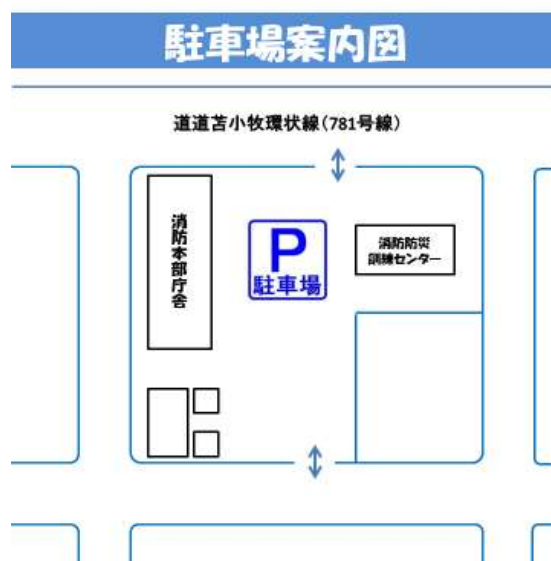 駐車場案内図
道道苫小牧環状線（781号線）
消防本部庁舎
P
駐車場
消防防災
訓練センター